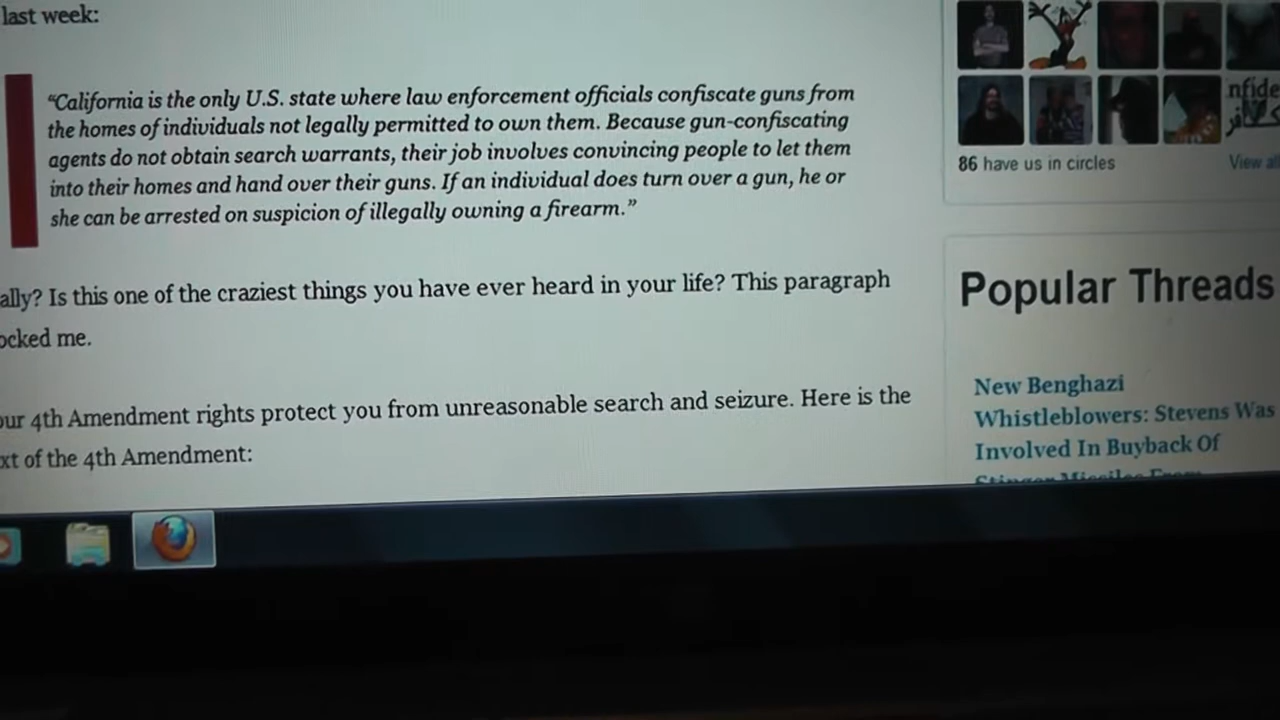 last week:
“California is the only U.S. state where law enforcement officials confiscate guns from
the homes of individuals not legally permitted to own them. Because gun-confiscating
agents do not obtain search warrants, their job involves convincing people to let them
into their homes and hand over their guns. If an individual does turn over a gun, he or
she can be arrested on suspicion of illegally owning a firearm.”
ally? Is this one of the craziest things you have ever heard in your life? This paragraph
ocked me.
our 4th Amendment rights protect you from unreasonable search and seizure. Here is the
xt of the 4th Amendment:
nfide
86 have us in circles
View al
Popular Threads
New Benghazi
Whistleblowers: Stevens Was
Involved In Buyback Of
Stinger Missiles From